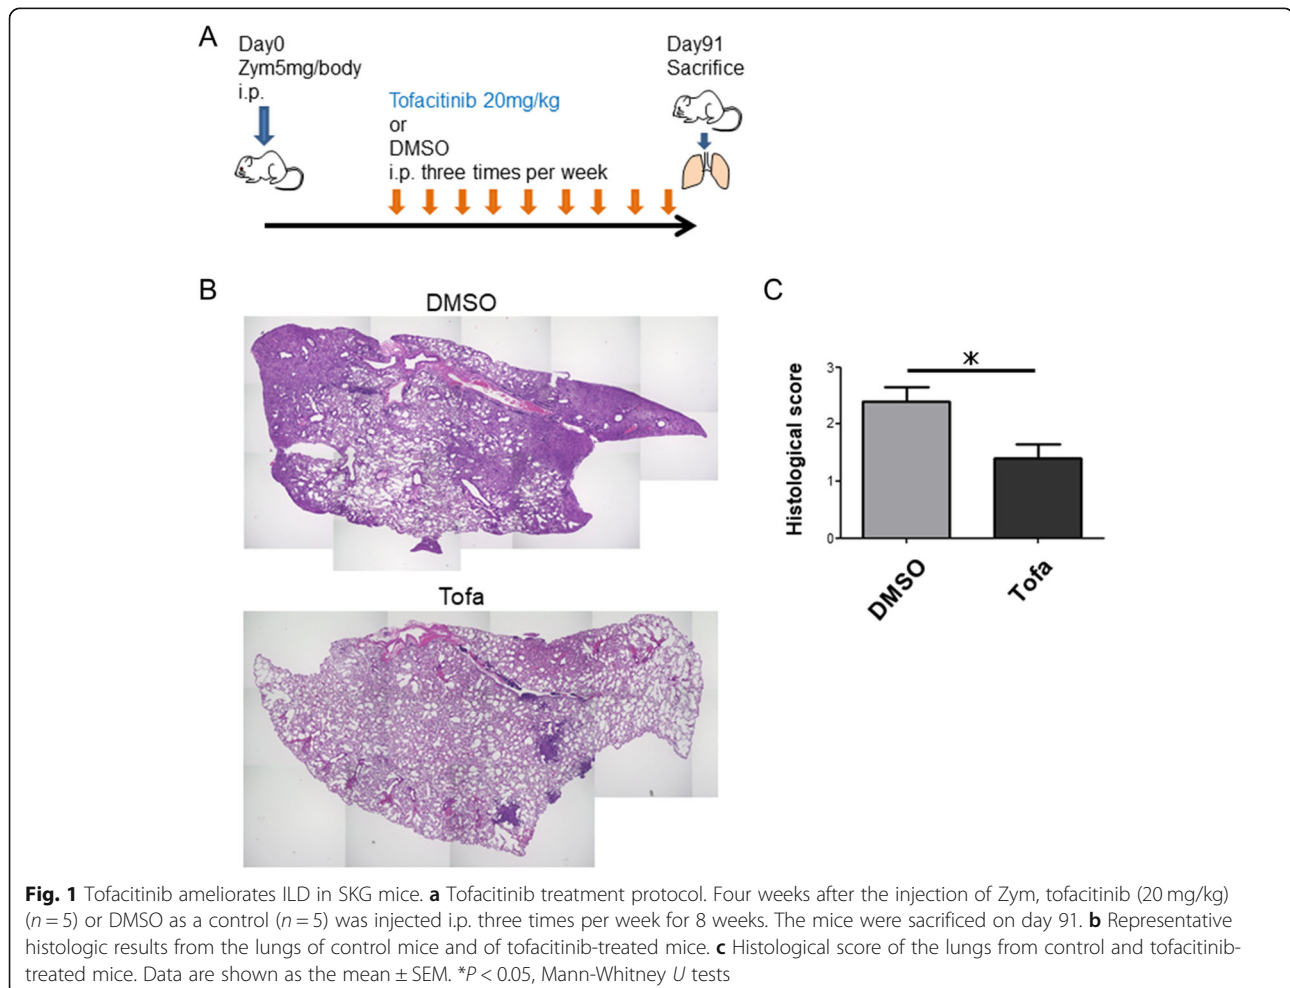 A
Day0
Zym5mg/body
i.p.
Tofacitinib 20mg/kg
or
DMSO
i.p. three times per week
Day91
Sacrifice
B
DMSO
Tofa
C
Histological score
3
2
1
0
*
DMSO
Tofa
Fig. 1 Tofacitinib ameliorates ILD in SKG mice. a Tofacitinib treatment protocol. Four weeks after the injection of Zym, tofacitinib (20 mg/kg)
(n = 5) or DMSO as a control (n = 5) was injected i.p. three times per week for 8 weeks. The mice were sacrificed on day 91. b Representative
histologic results from the lungs of control mice and of tofacitinib-treated mice. c Histological score of the lungs from control and tofacitinib-
treated mice. Data are shown as the mean ± SEM. *P < 0.05, Mann-Whitney U tests